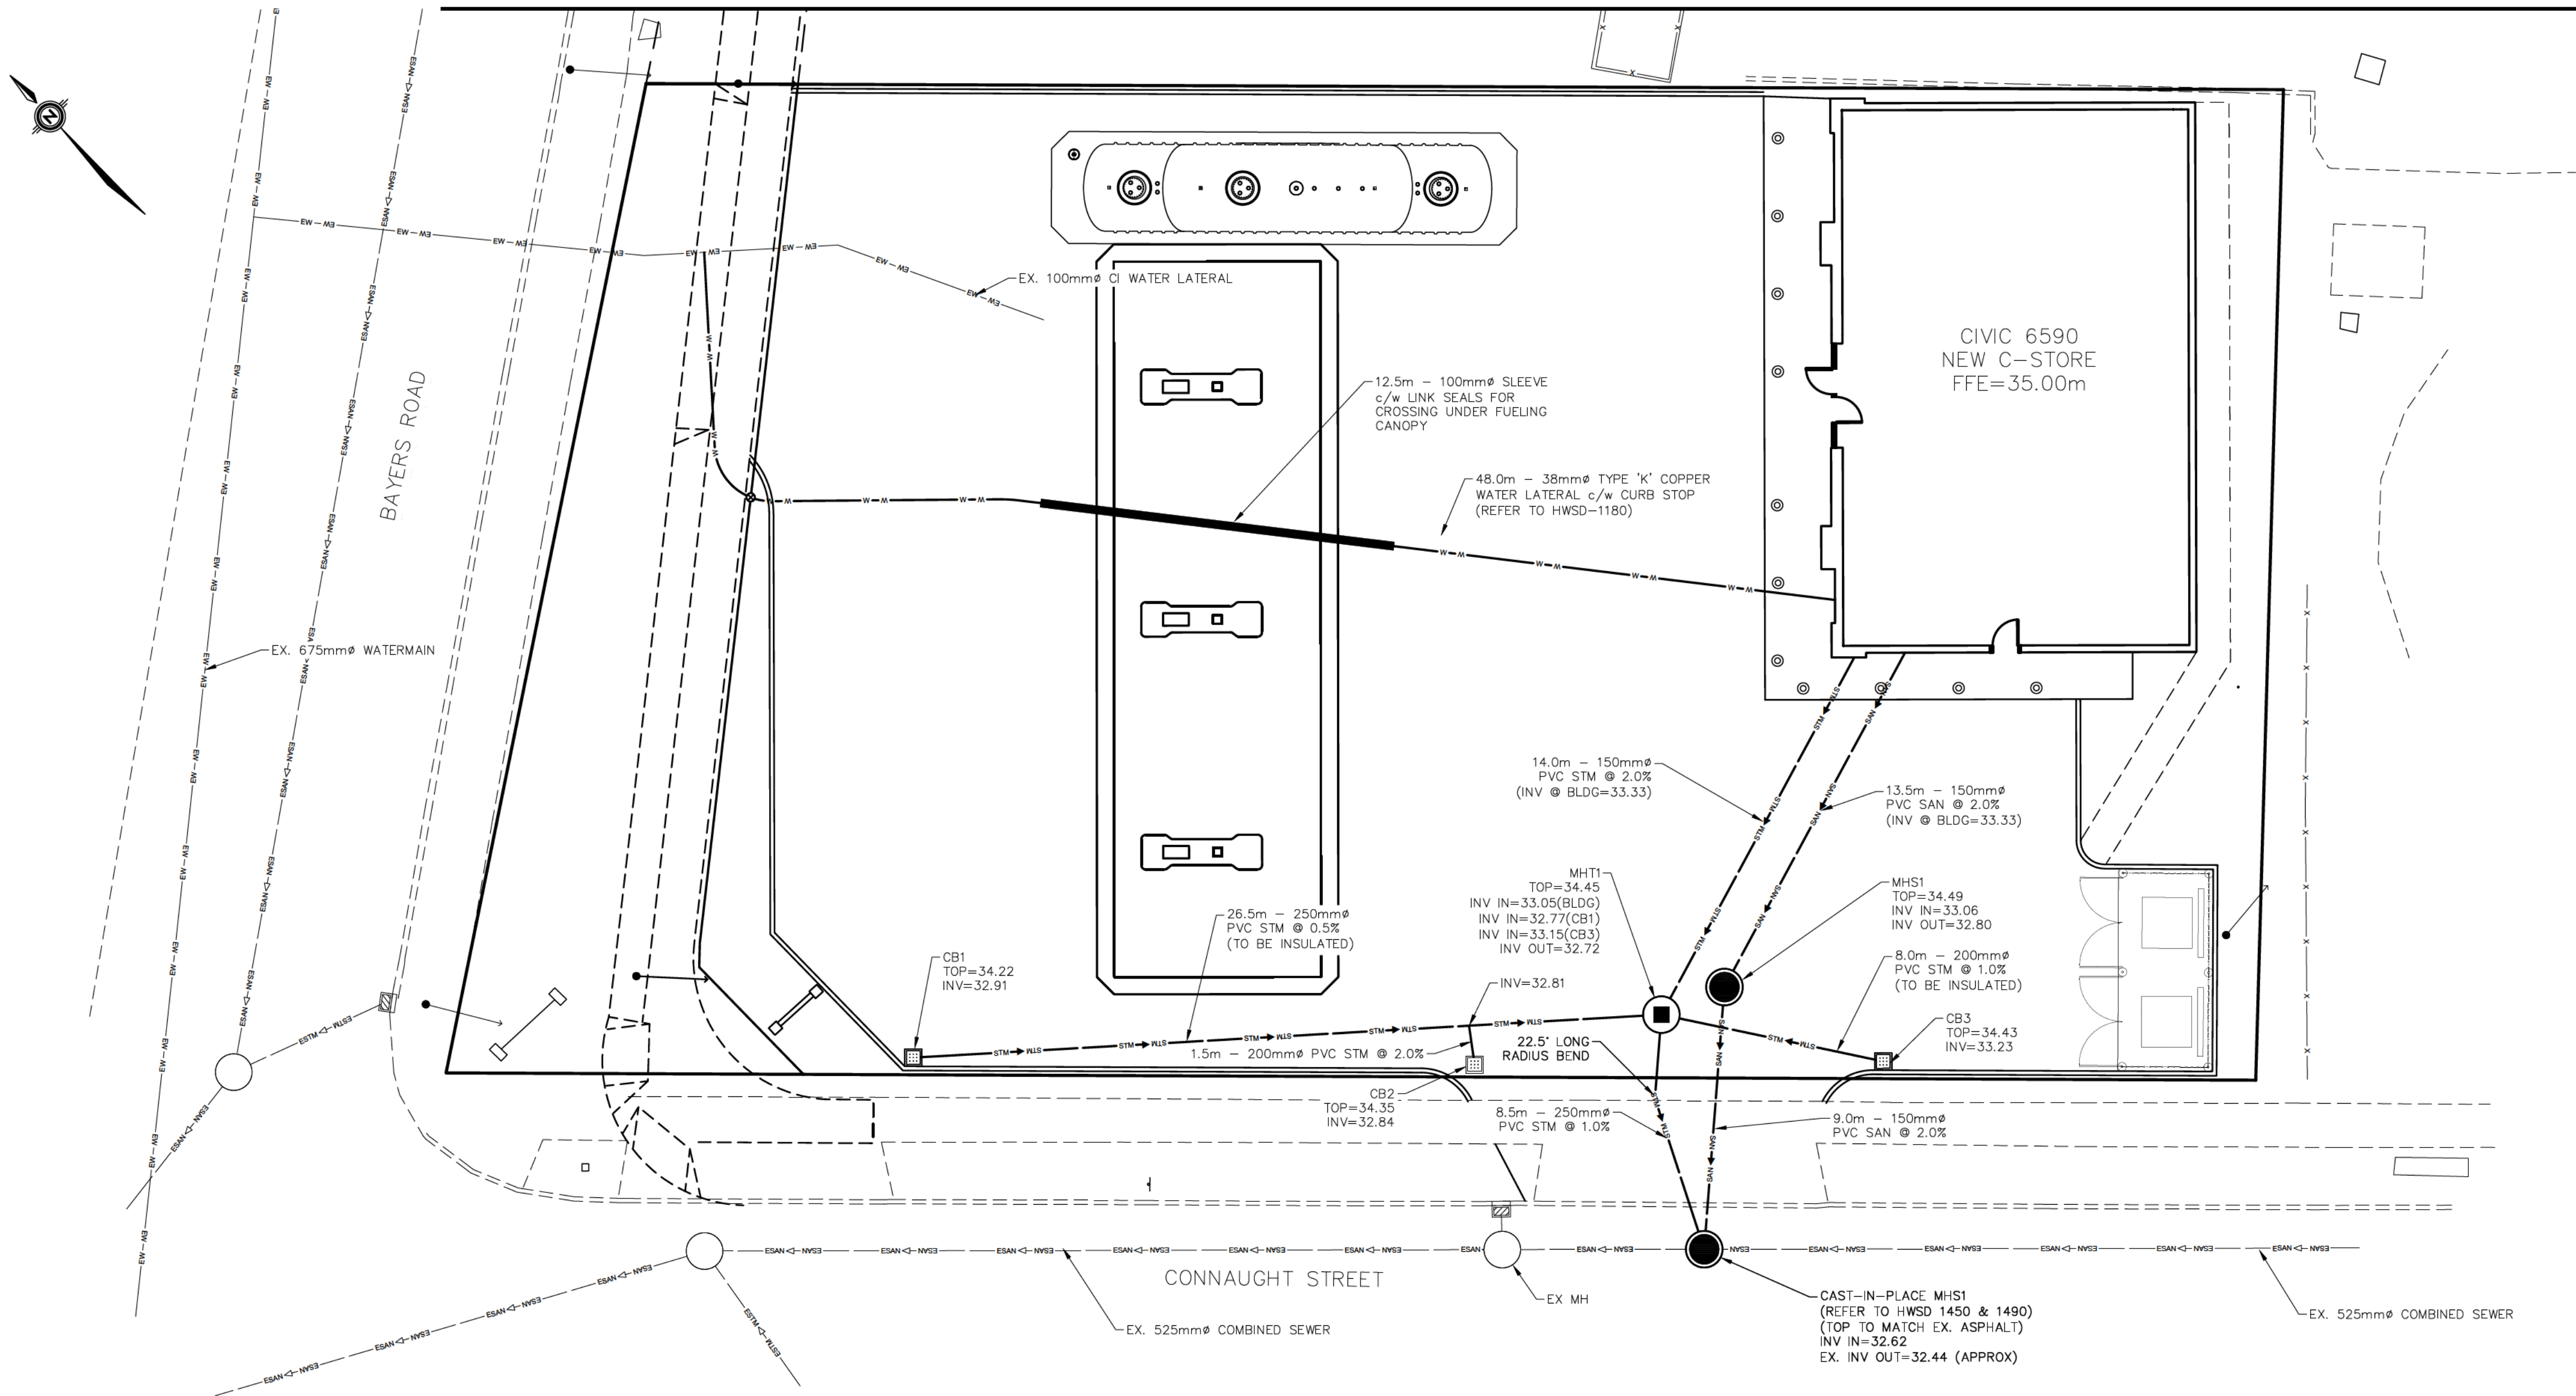 N
EX. 100mmø CI WATER LATERAL
CIVIC 6590
NEW C-STORE
FFE=35.00m
12.5m - 100mmø SLEEVE
c/w LINK SEALS FOR
CROSSING UNDER FUELING
CANOPY
48.0m - 38mmø TYPE 'K' COPPER
WATER LATERAL c/w CURB STOP
(REFER TO HWSD-1180)
BAYERS ROAD
EX. 675mmø WATERMAIN
14.0m - 150mmø
PVC STM @ 2.0%
(INV @ BLDG=33.33)
13.5m - 150mmø
PVC SAN @ 2.0%
(INV @ BLDG=33.33)
MHT1
TOP=34.45
INV IN=33.05(BLDG)
INV IN=32.77(CB1)
INV IN=33.15(CB3)
INV OUT=32.72
MHS1
TOP=34.49
INV IN=33.06
INV OUT=32.80
26.5m - 250mmø
PVC STM @ 0.5%
(TO BE INSULATED)
CB1
TOP=34.22
INV=32.91
INV=32.81
8.0m - 200mmø
PVC STM @ 1.0%
(TO BE INSULATED)
CB3
TOP=34.43
INV=33.23
1.5m - 200mmø PVC STM @ 2.0%
22.5° LONG
RADIUS BEND
CB2
TOP=34.35
INV=32.84
8.5m - 250mmø
PVC STM @ 1.0%
9.0m - 150mmø
PVC SAN @ 2.0%
CONNAUGHT STREET
EX MH
EX. 525mmø COMBINED SEWER
CAST-IN-PLACE MHS1
(REFER TO HWSD 1450 & 1490)
(TOP TO MATCH EX. ASPHALT)
INV IN=32.62
EX. INV OUT=32.44 (APPROX)
EX. 525mmø COMBINED SEWER